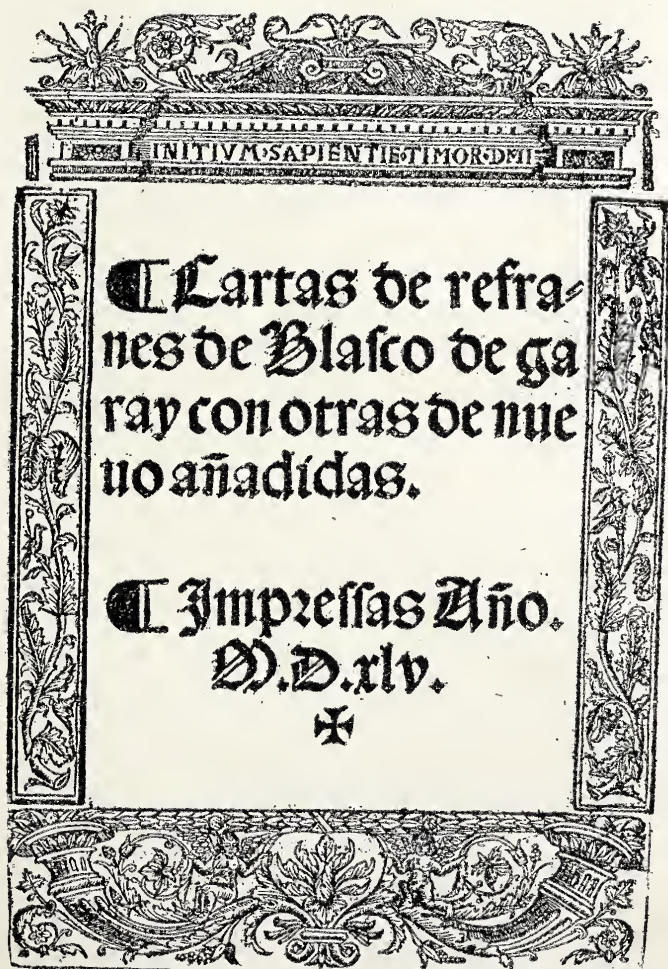 INITIVM·SAPIENTIE·TIMOR·DMI
¶ Cartas de refra-
nes de Blaſco de ga
ray con otras de nue
uo añadidas.
¶ Impreſſas Año.
M.D.xlv.
✠